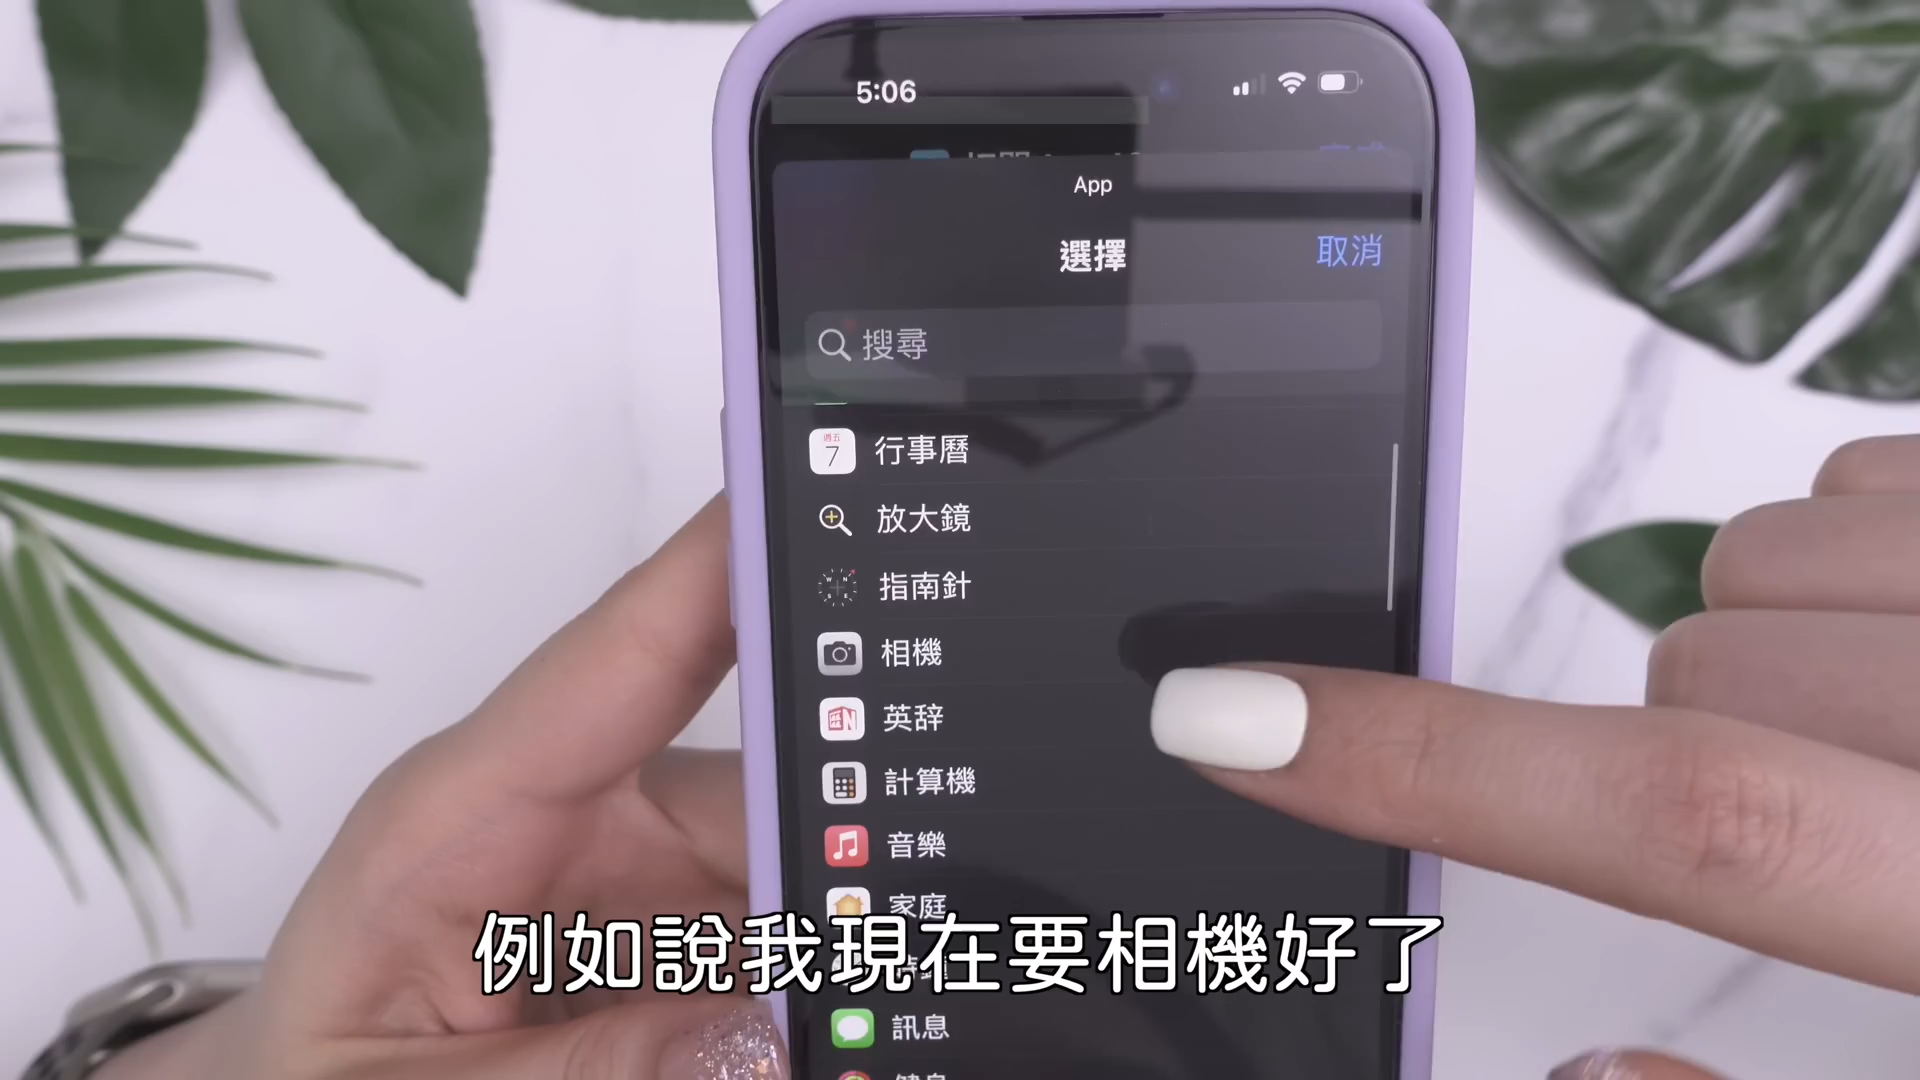 5:06
App
選擇
取消
搜尋
週五
7
行事曆
放大鏡
指南針
相機
英辞
計算機
音樂
家庭
例如說我現在要相機好了
訊息